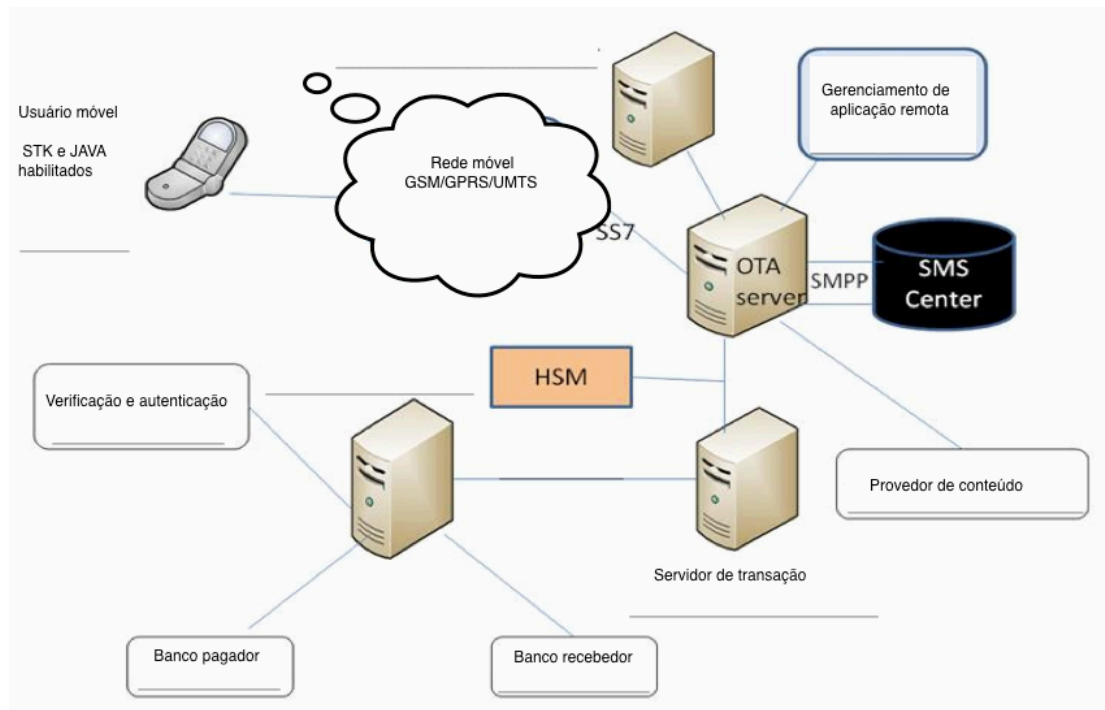 Usuário móvel
STK e JAVA
habilitados
Rede móvel
GSM/GPRS/UMTS
Gerenciamento de
aplicação remota
SS7
OTA
server
SMPP
SMS
Center
HSM
Verificação e autenticação
Provedor de conteúdo
Servidor de transação
Banco pagador
Banco recebedor